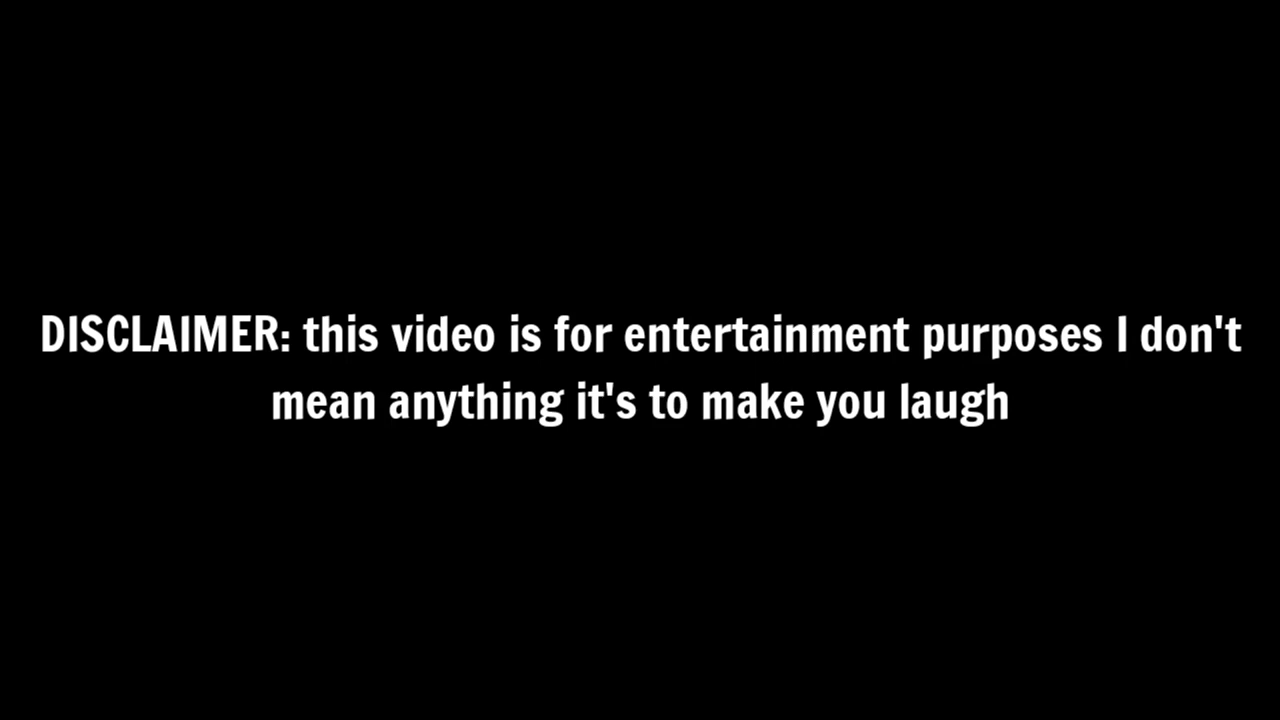 DISCLAIMER: this video is for entertainment purposes I don't
mean anything it's to make you laugh